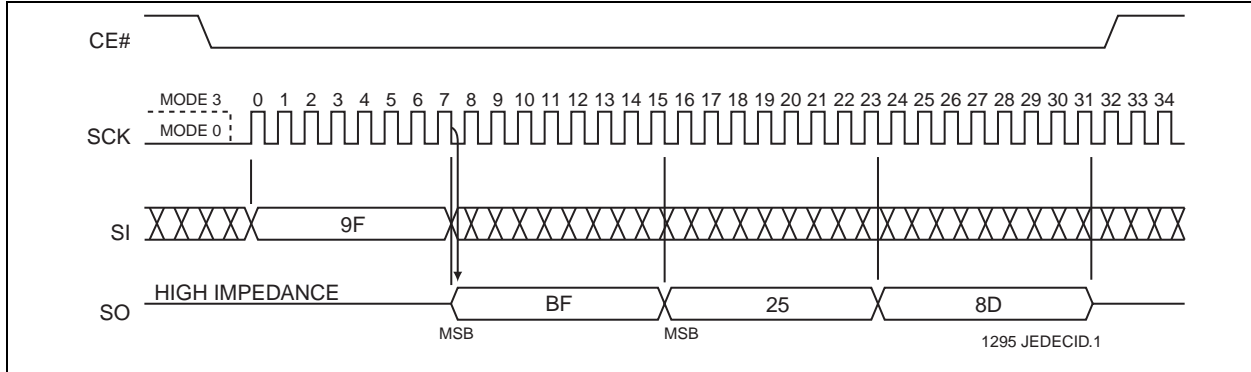 CE#
MODE 3
0 1 2 3 4 5 6 7 8 9 10 11 12 13 14 15 16 17 18 19 20 21 22 23 24 25 26 27 28 29 30 31 32 33 34
SCK
MODE 0
SI
9F
SO
HIGH IMPEDANCE
BF
25
8D
MSB
MSB
1295 JEDECID.1